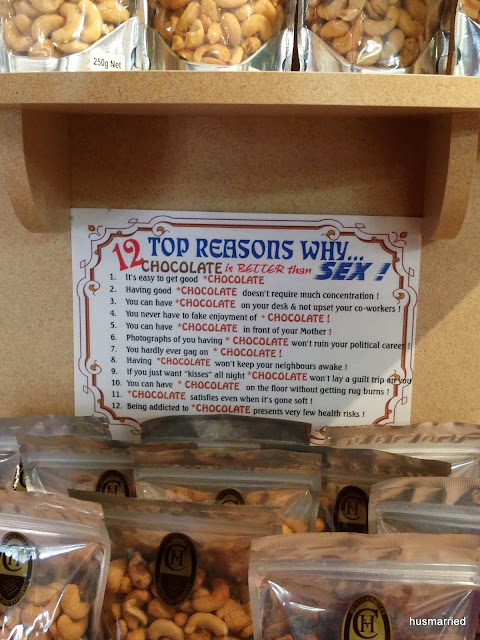 250g Net
12 TOP REASONS WHY...
CHOCOLATE is BETTER than SEX !
1. It's easy to get good *CHOCOLATE
2. Having good *CHOCOLATE doesn't require much concentration !
3. You can have *CHOCOLATE on your desk & not upset your co-workers !
4. You never have to fake enjoyment of *CHOCOLATE !
5. You can have *CHOCOLATE in front of your Mother !
6. Photographs of you having *CHOCOLATE won't ruin your political career !
7. You hardly ever gag on *CHOCOLATE !
8. Having *CHOCOLATE won't keep your neighbours awake !
9. If you just want "kisses" all night *CHOCOLATE won't lay a guilt trip on you
10. You can have *CHOCOLATE on the floor without getting rug burns !
11. *CHOCOLATE satisfies even when it's gone soft !
12. Being addicted to *CHOCOLATE presents very few health risks !
husmarried